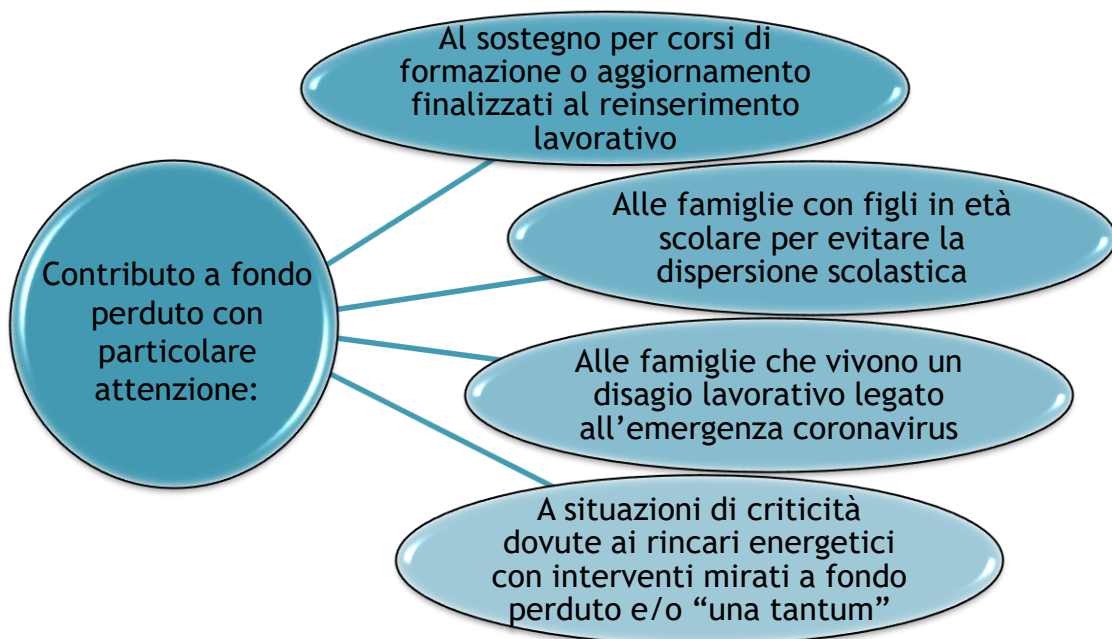 Al sostegno per corsi di
formazione o aggiornamento
finalizzati al reinserimento
lavorativo
Alle famiglie con figli in età
scolare per evitare la
dispersione scolastica
Contributo a fondo
perduto con
particolare
attenzione:
Alle famiglie che vivono un
disagio lavorativo legato
all’emergenza coronavirus
A situazioni di criticità
dovute ai rincari energetici
con interventi mirati a fondo
perduto e/o “una tantum”